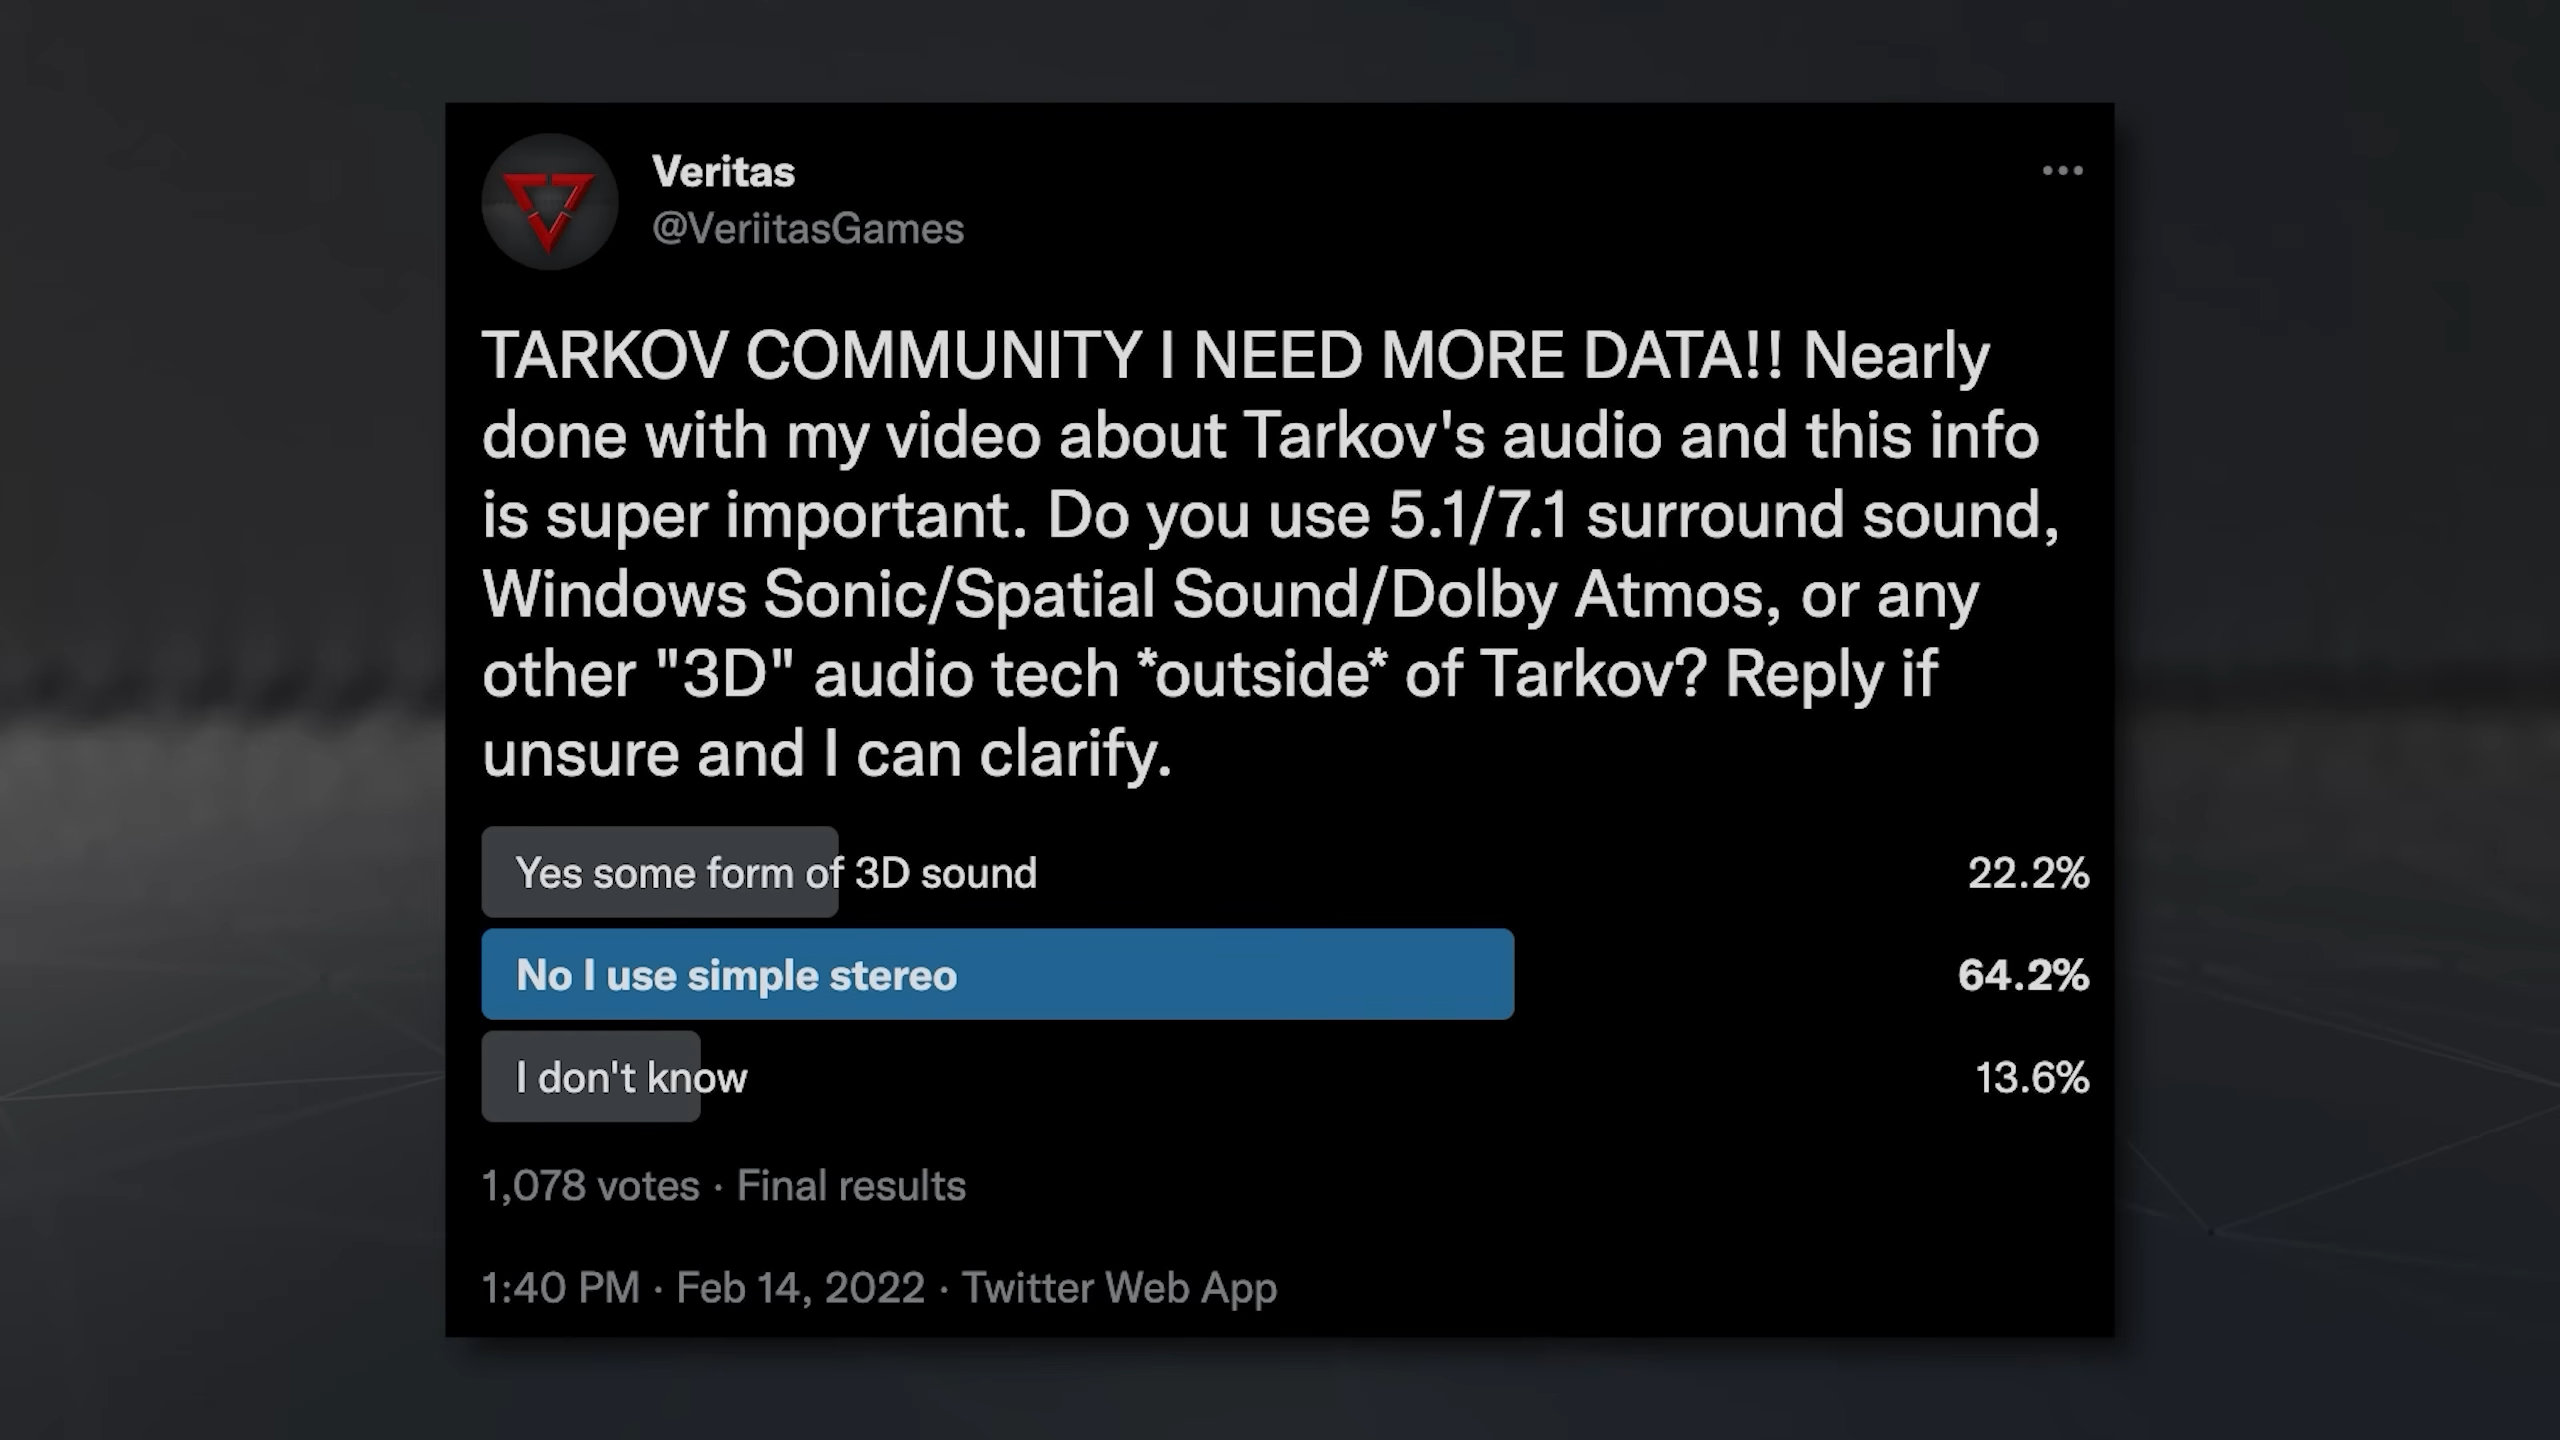 Veritas
@VeriitasGames
TARKOV COMMUNITY I NEED MORE DATA!! Nearly
done with my video about Tarkov's audio and this info
is super important. Do you use 5.1/7.1 surround sound,
Windows Sonic/Spatial Sound/Dolby Atmos, or any
other "3D" audio tech *outside* of Tarkov? Reply if
unsure and I can clarify.
Yes some form of 3D sound 22.2%
No I use simple stereo 64.2%
I don't know 13.6%
1,078 votes · Final results
1:40 PM · Feb 14, 2022 · Twitter Web App